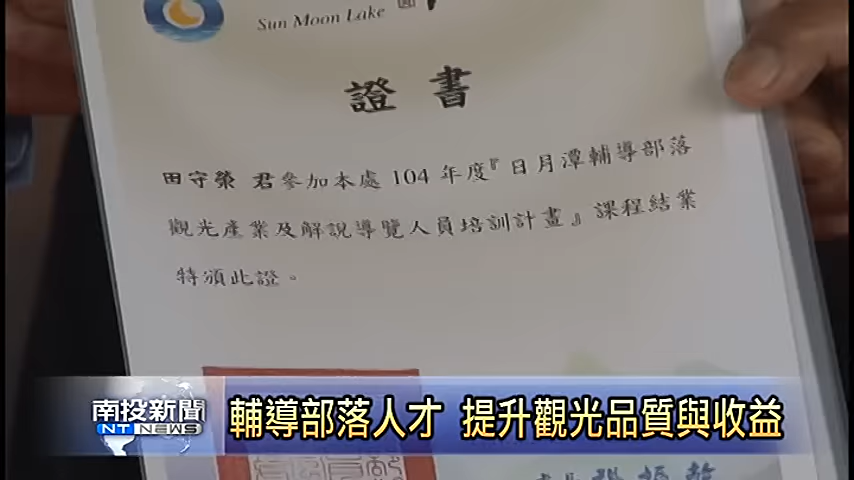 Sun Moon Lake
證 書
田守榮 君參加本處 104 年度『日月潭輔導部落
觀光產業及解說導覽人員培訓計畫』課程結業
特頒此證。
南投新聞
NT NEWS
輔導部落人才 提升觀光品質與收益